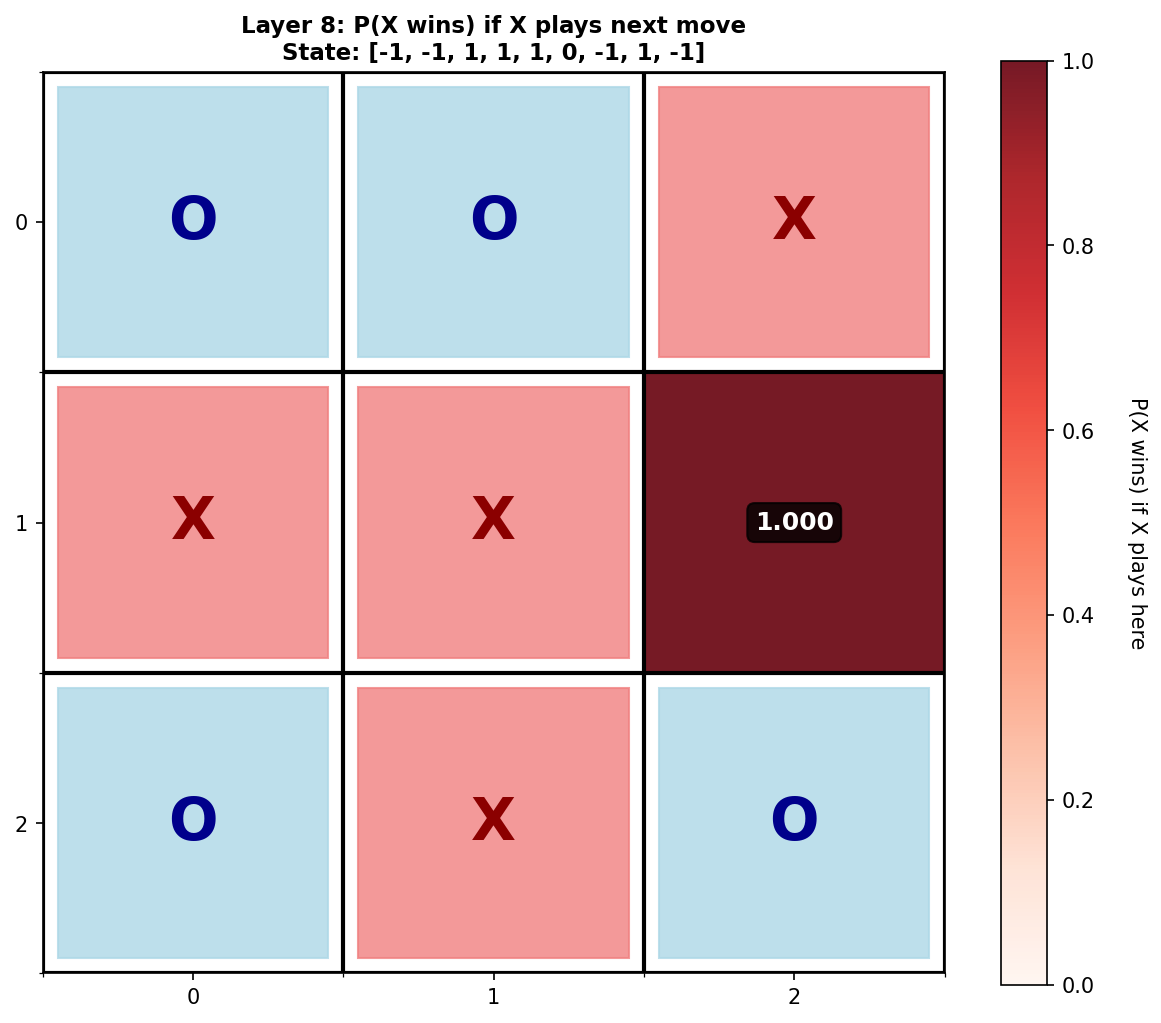 Layer 8: P(X wins) if X plays next move
State: [-1, -1, 1, 1, 1, 0, -1, 1, -1]
0
O
O
X
1
X
X
1.000
2
O
X
O
0
1
2
1.0
0.8
0.6
0.4
0.2
0.0
P(X wins) if X plays here